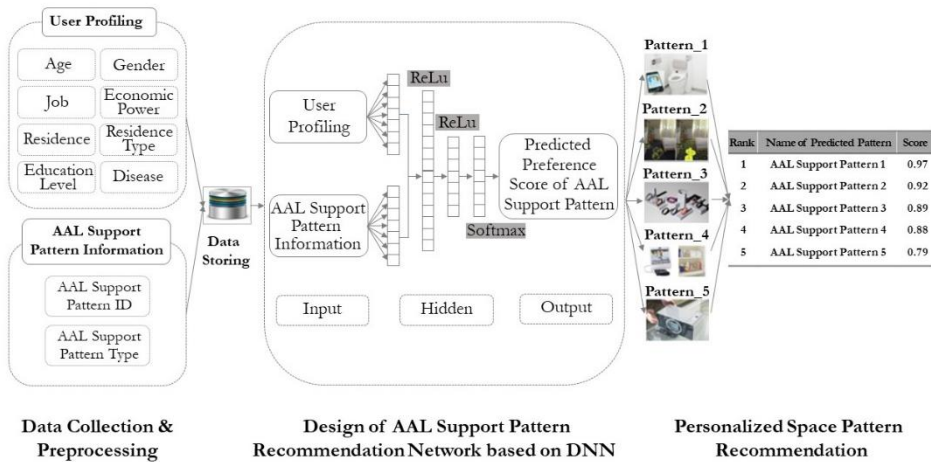 User Profiling
Age
Gender
Job
Economic
Power
Residence
Residence
Type
Education
Level
Disease
AAL Support
Pattern Information
AAL Support
Pattern ID
AAL Support
Pattern Type
Data
Storing
User
Profiling
AAL Support
Pattern
Information
ReLu
ReLu
Softmax
Predicted
Preference
Score of AAL
Support Pattern
Input
Hidden
Output
Pattern_1
Pattern_2
Pattern_3
Pattern_4
Pattern_5
Rank Name of Predicted Pattern Score
1 AAL Support Pattern 1 0.97
2 AAL Support Pattern 2 0.92
3 AAL Support Pattern 3 0.89
4 AAL Support Pattern 4 0.88
5 AAL Support Pattern 5 0.79
Data Collection &
Preprocessing
Design of AAL Support Pattern
Recommendation Network based on DNN
Personalized Space Pattern
Recommendation